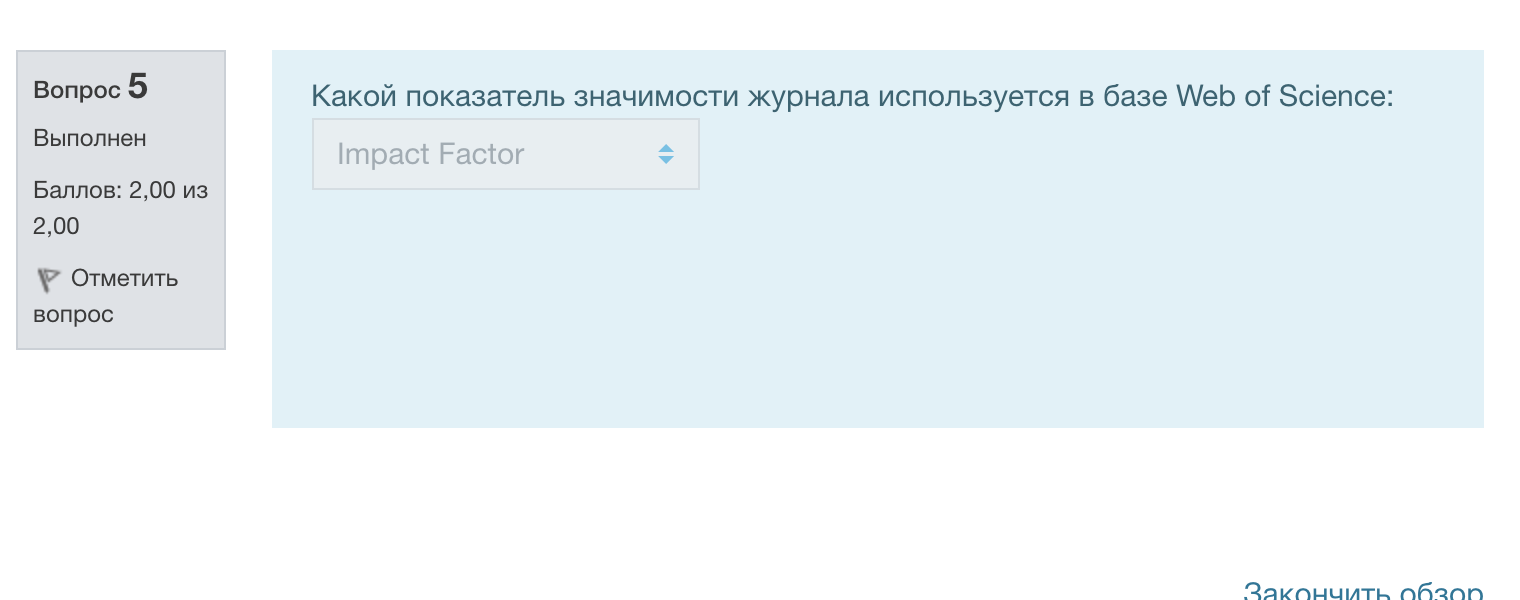 Вопрос 5
Выполнен
Баллов: 2,00 из
2,00
Отметить
вопрос
Какой показатель значимости журнала используется в базе Web of Science:
Impact Factor
Закончить обзор